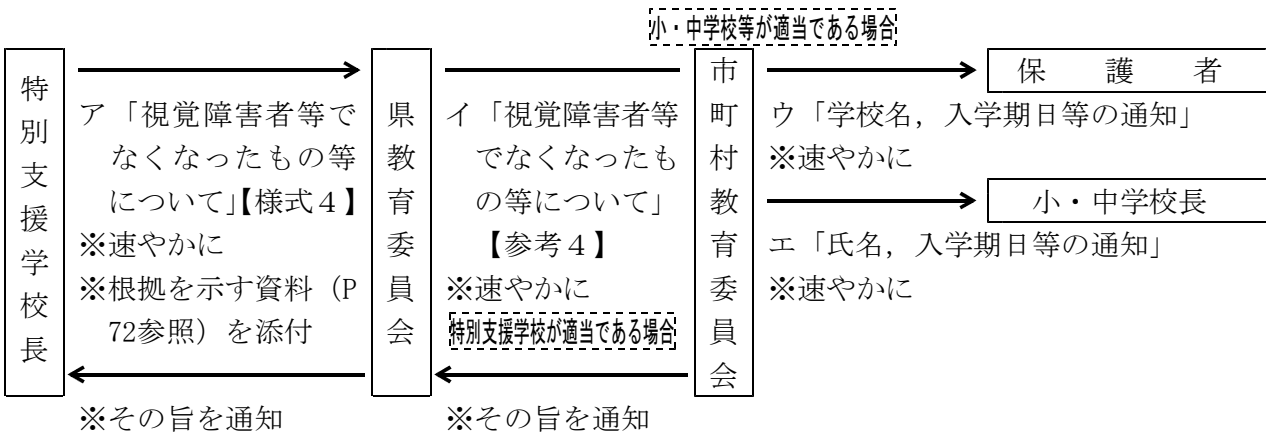 小・中学校等が適当である場合
特別支援学校長
ア「視覚障害者等で
なくなったもの等
について」【様式４】
※速やかに
※根拠を示す資料（P
72参照）を添付
※その旨を通知
県教育委員会
イ「視覚障害者等
でなくなったも
の等について」
【参考４】
※速やかに
特別支援学校が適当である場合
※その旨を通知
市町村教育委員会
保護者
ウ「学校名，入学期日等の通知」
※速やかに
小・中学校長
エ「氏名，入学期日等の通知」
※速やかに